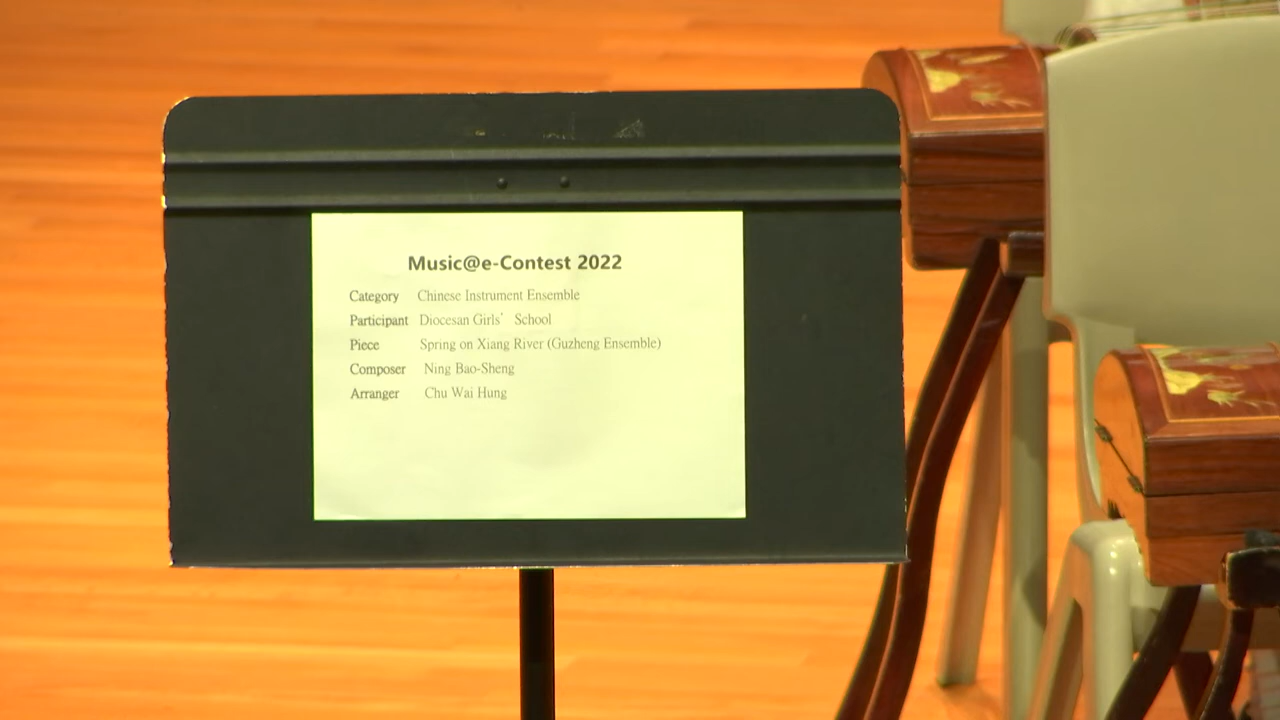 Music@e-Contest 2022
Category Chinese Instrument Ensemble
Participant Diocesan Girls' School
Piece Spring on Xiang River (Guzheng Ensemble)
Composer Ning Bao-Sheng
Arranger Chu Wai Hung